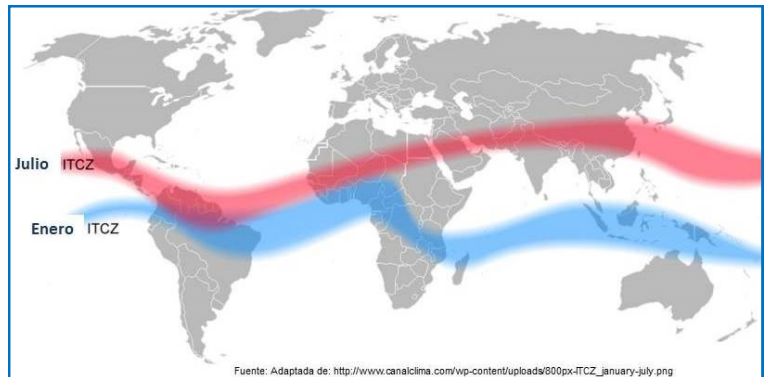 Julio ITCZ
Enero ITCZ
Fuente: Adaptada de: http://www.canalclima.com/wp-content/uploads/800px-ITCZ_january-july.png